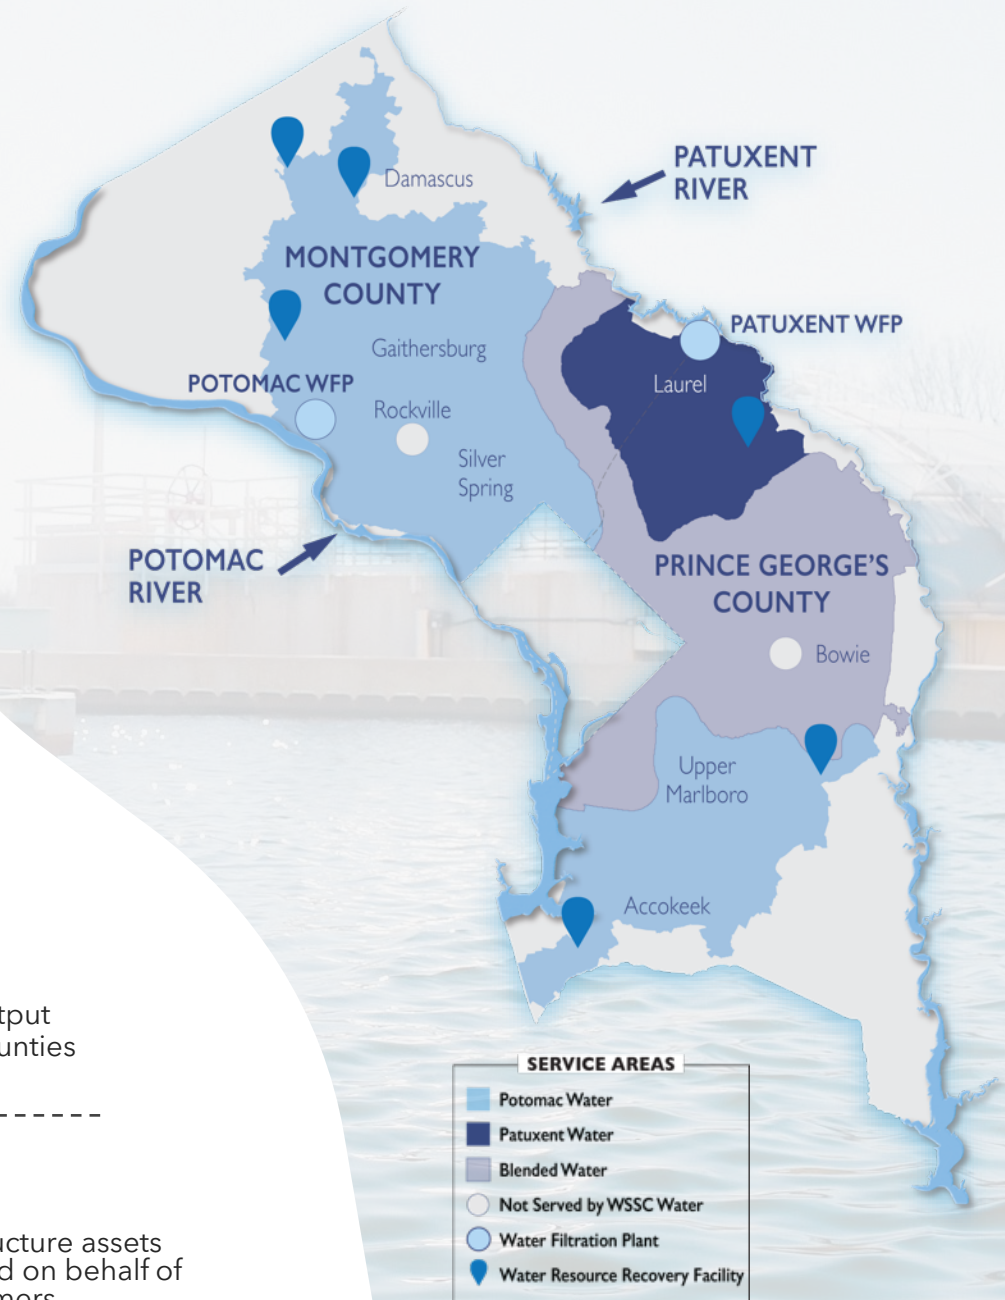 PATUXENT
RIVER
Damascus
MONTGOMERY
COUNTY
PATUXENT WFP
Gaithersburg
POTOMAC WFP
Laurel
Rockville
Silver
Spring
POTOMAC
RIVER
PRINCE GEORGE'S
COUNTY
Bowie
Upper
Marlboro
Accokeek
tput
unties
SERVICE AREAS
Potomac Water
Patuxent Water
Blended Water
Not Served by WSSC Water
Water Filtration Plant
Water Resource Recovery Facility
ucture assets
d on behalf of
mers